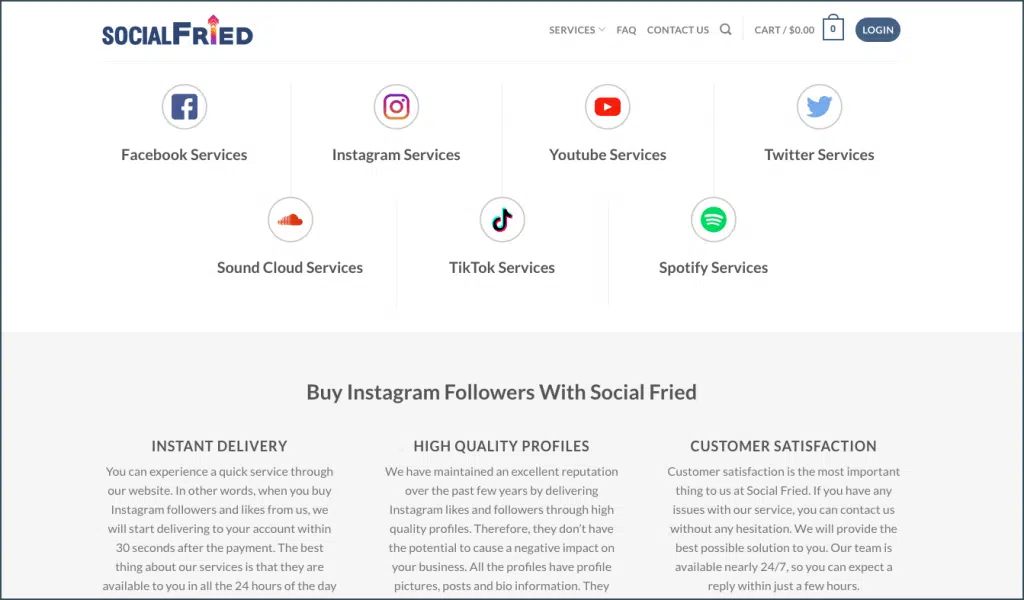 SOCIALFRIED
SERVICES FAQ CONTACT US CART / $0.00 0 LOGIN
Facebook Services Instagram Services Youtube Services Twitter Services
Sound Cloud Services TikTok Services Spotify Services
Buy Instagram Followers With Social Fried
INSTANT DELIVERY
You can experience a quick service through
our website. In other words, when you buy
Instagram followers and likes from us, we
will start delivering to your account within
30 seconds after the payment. The best
thing about our services is that they are
available to you in all the 24 hours of the day
HIGH QUALITY PROFILES
We have maintained an excellent reputation
over the past few years by delivering
Instagram likes and followers through high
quality profiles. Therefore, they don't have
the potential to cause a negative impact on
your business. All the profiles have profile
pictures, posts and bio information. They
CUSTOMER SATISFACTION
Customer satisfaction is the most important
thing to us at Social Fried. If you have any
issues with our service, you can contact us
without any hesitation. We will provide the
best possible solution to you. Our team is
available nearly 24/7, so you can expect a
reply within just a few hours.